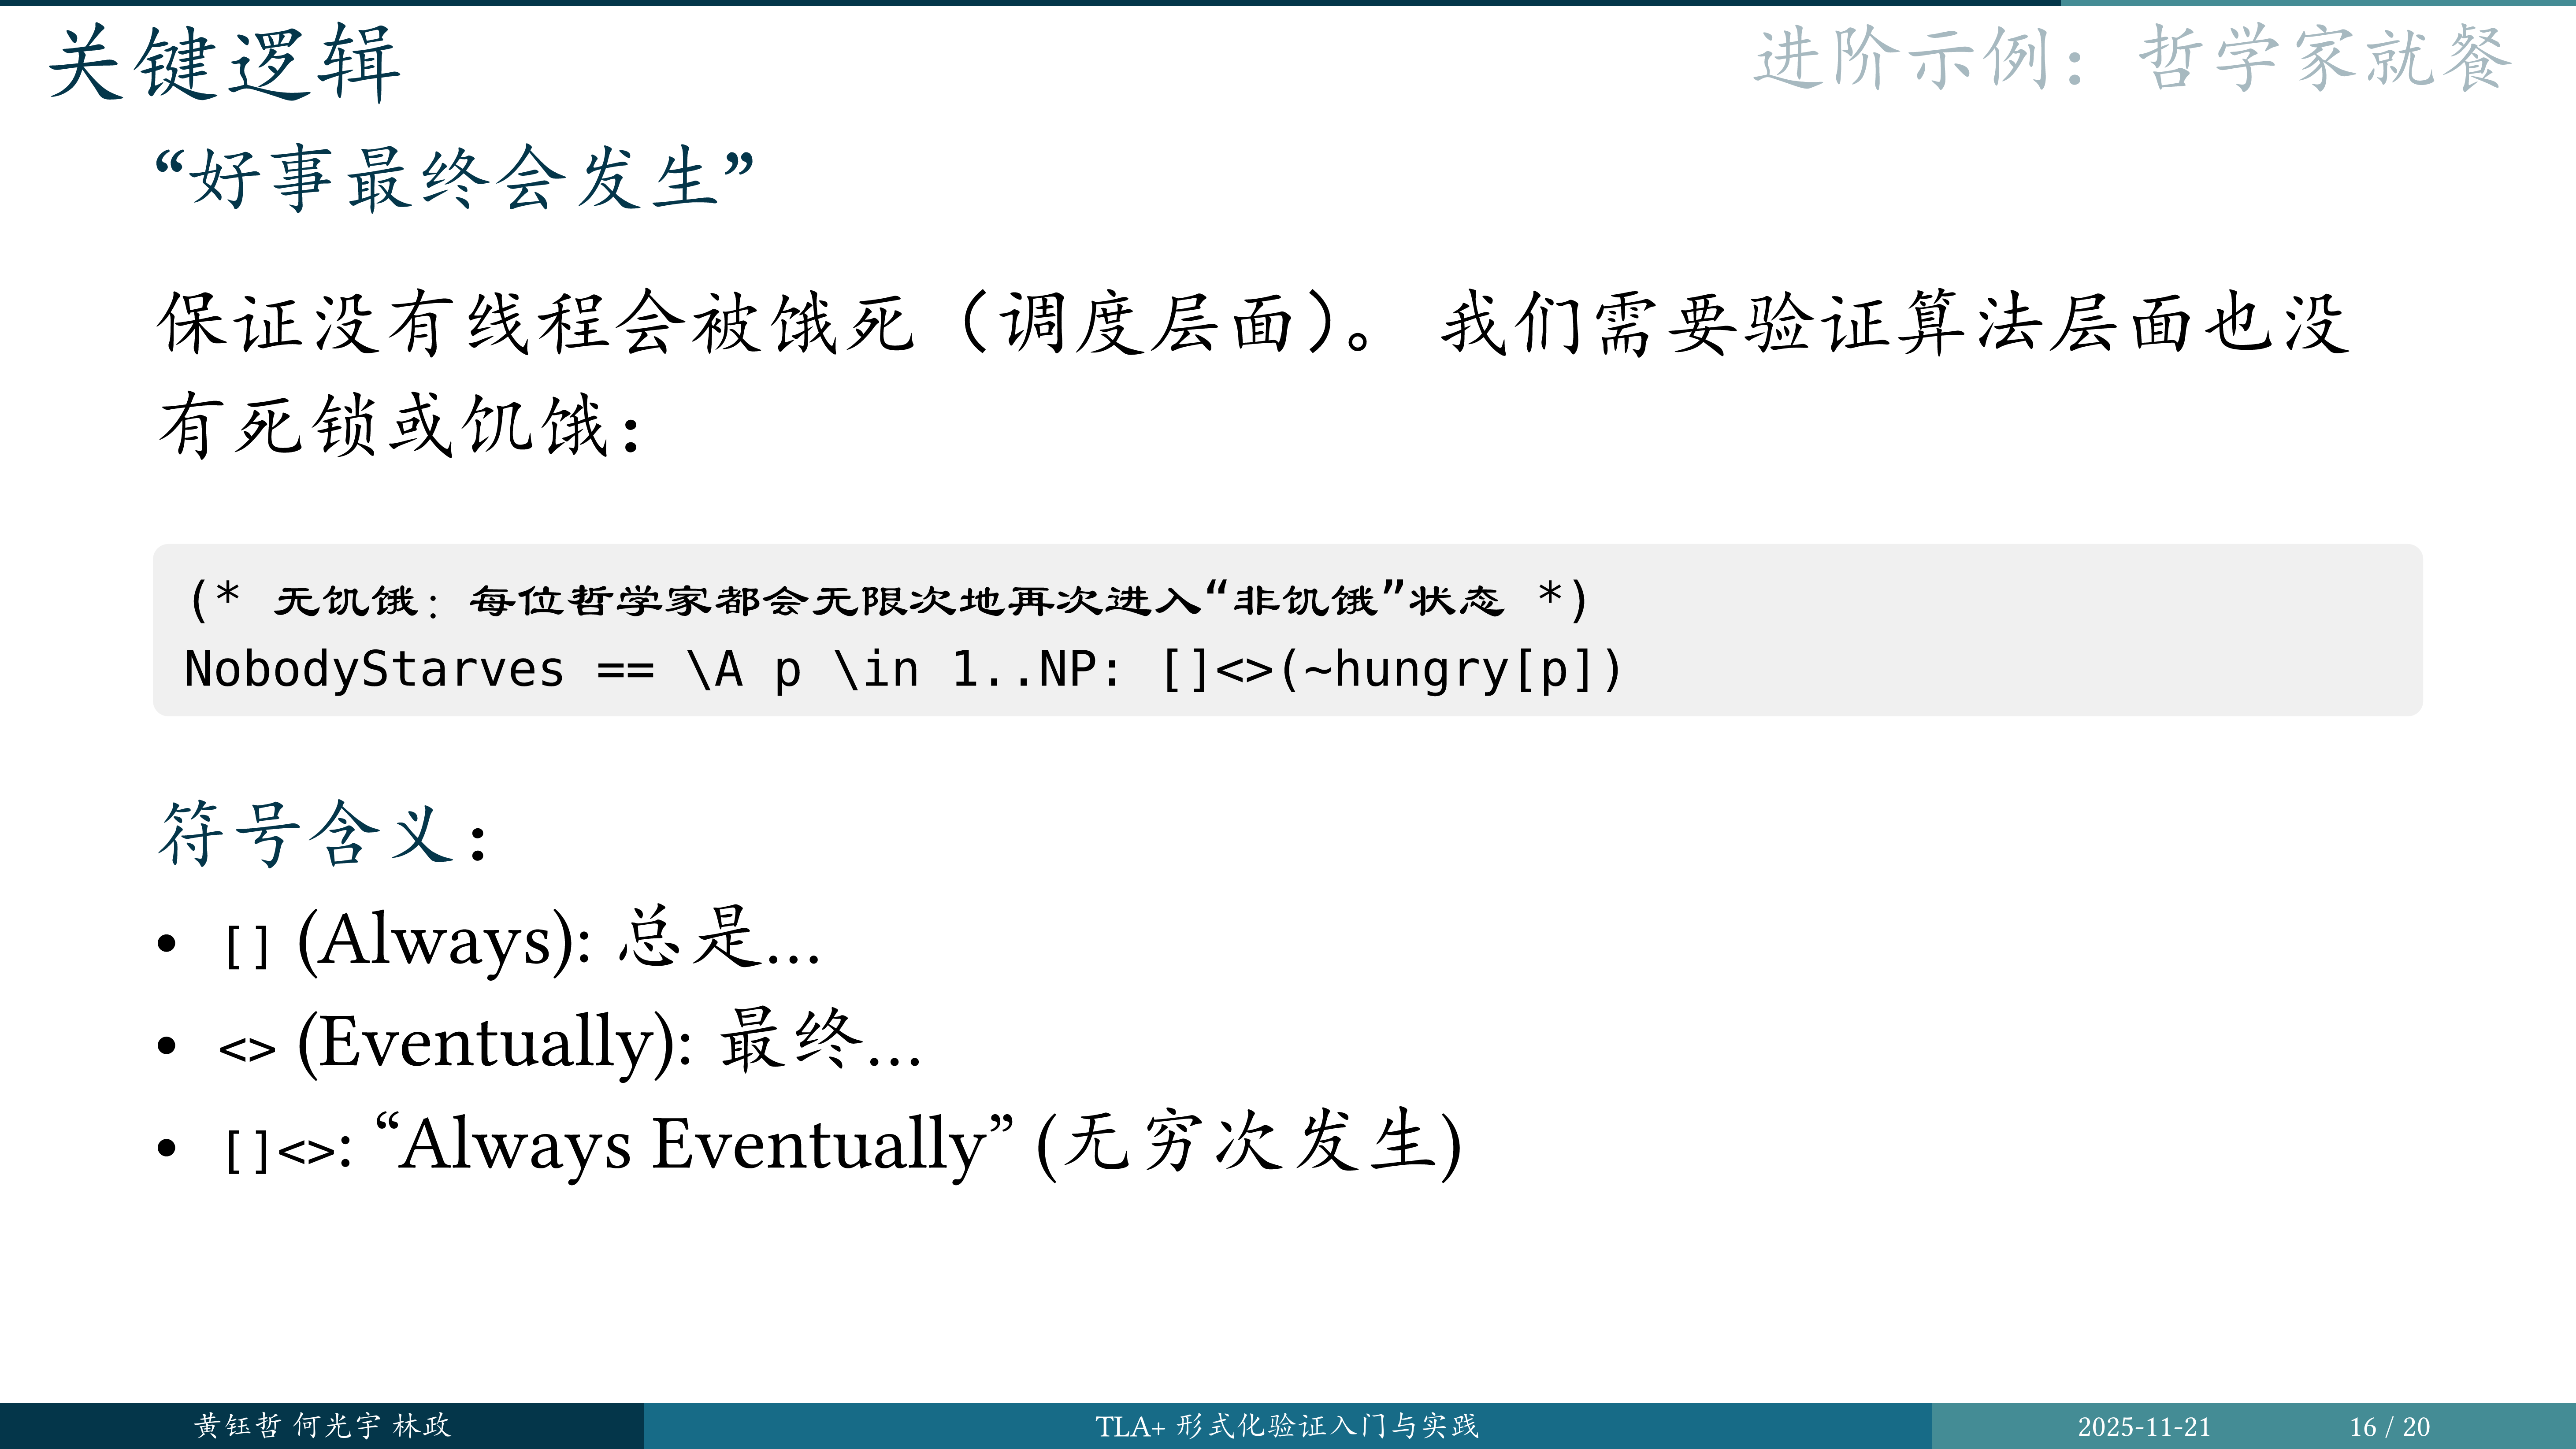 关键逻辑
进阶示例：哲学家就餐
“好事最终会发生”
保证没有线程会被饿死（调度层面）。 我们需要验证算法层面也没
有死锁或饥饿：
(* 无饥饿：每位哲学家都会无限次地再次进入“非饥饿”状态 *)
NobodyStarves == \A p \in 1..NP: []<>(~hungry[p])
符号含义：
• [] (Always): 总是…
• <> (Eventually): 最终…
• []<>: “Always Eventually” (无穷次发生)
黄钰哲 何光宇 林政
TLA+ 形式化验证入门与实践
2025-11-21
16 / 20